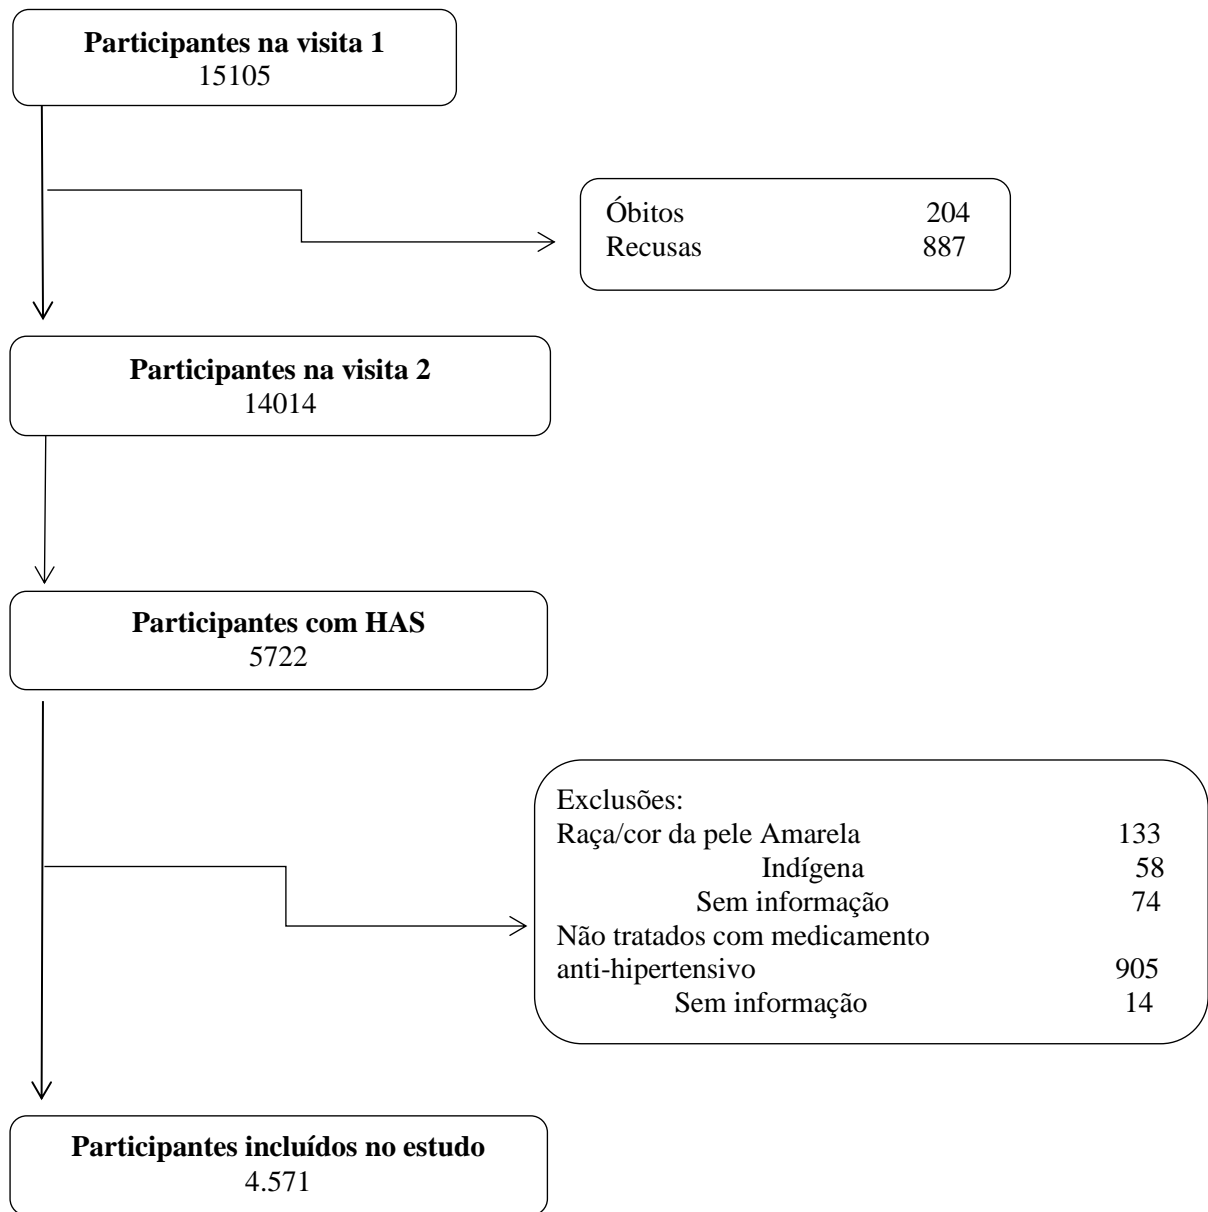 Participantes na visita 1
15105
Óbitos 204
Recusas 887
Participantes na visita 2
14014
Participantes com HAS
5722
Exclusões:
Raça/cor da pele Amarela 133
Indígena 58
Sem informação 74
Não tratados com medicamento
anti-hipertensivo 905
Sem informação 14
Participantes incluídos no estudo
4.571